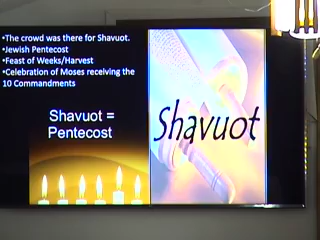 •The crowd was there for Shavuot.
•Jewish Pentecost
•Feast of Weeks/Harvest
•Celebration of Moses receiving the
10 Commandments
Shavuot =
Pentecost
Shavuot